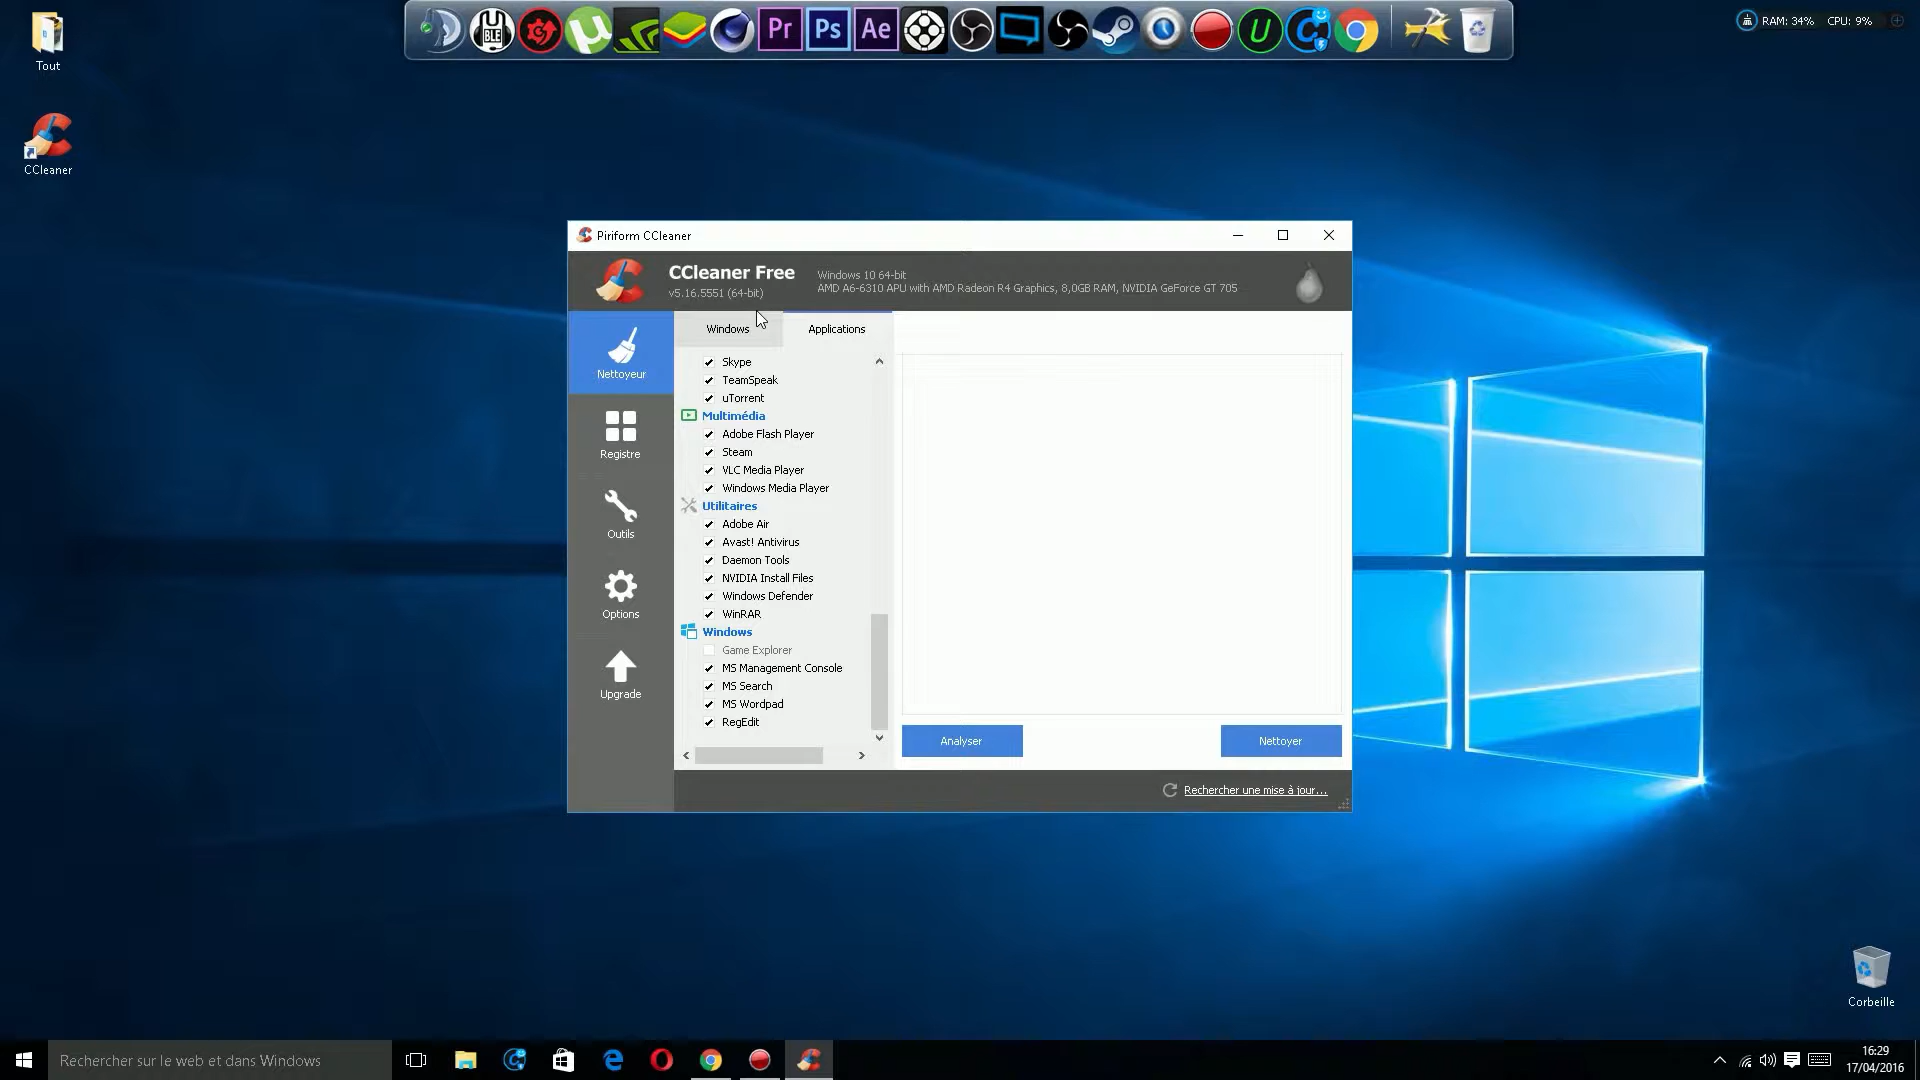 Tout
CCleaner
BLE
Pr
Ps
Ae
RAM: 34%
CPU: 9%
Piriform CCleaner
CCleaner Free
v5.16.5551 (64-bit)
Windows 10 64-bit
AMD A6-6310 APU with AMD Radeon R4 Graphics, 8,0GB RAM, NVIDIA GeForce GT 705
Nettoyeur
Registre
Outils
Options
Upgrade
Windows
Applications
Skype
TeamSpeak
uTorrent
Multimédia
Adobe Flash Player
Steam
VLC Media Player
Windows Media Player
Utilitaires
Adobe Air
Avast! Antivirus
Daemon Tools
NVIDIA Install Files
Windows Defender
WinRAR
Windows
Game Explorer
MS Management Console
MS Search
MS Wordpad
RegEdit
Analyser
Nettoyer
Rechercher une mise à jour...
Corbeille
Rechercher sur le web et dans Windows
16:29
17/04/2016